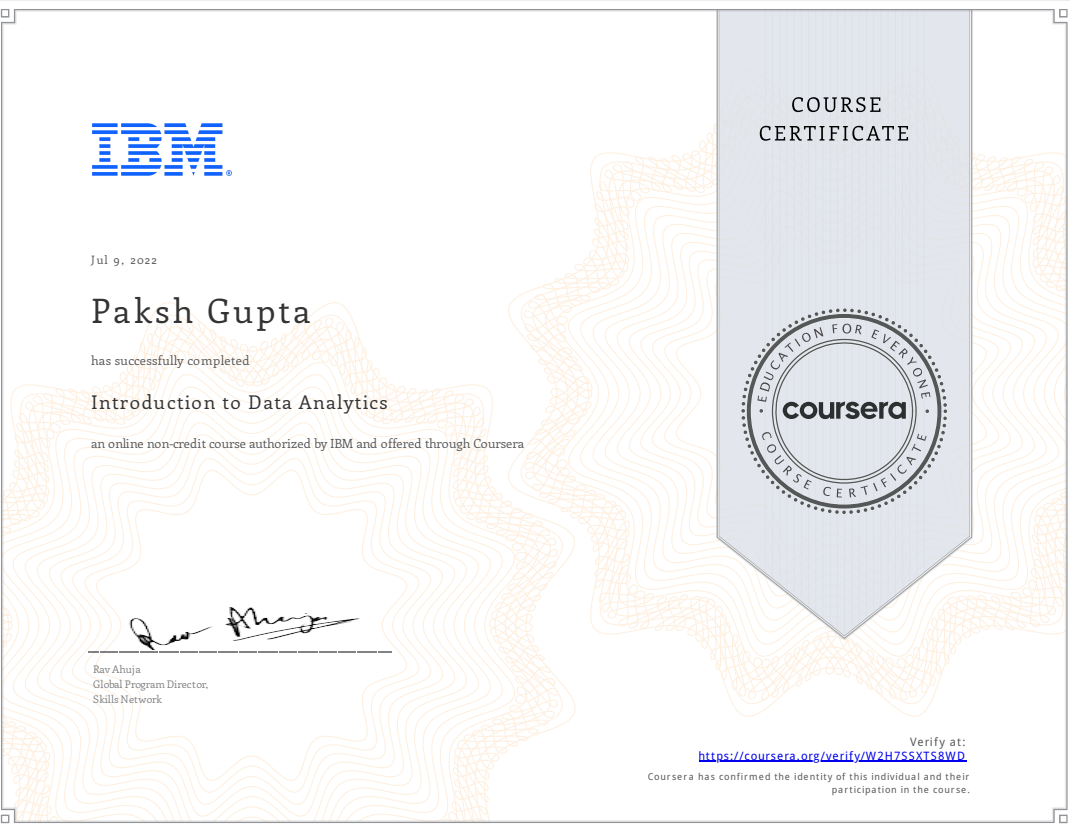 IBM®
COURSE
CERTIFICATE
Jul 9, 2022
Paksh Gupta
has successfully completed
Introduction to Data Analytics
an online non-credit course authorized by IBM and offered through Coursera
EDUCATION FOR EVERYONE
coursera
COURSE CERTIFICATE
Rav Ahuja
Rav Ahuja
Global Program Director,
Skills Network
Verify at:
https://coursera.org/verify/W2H7SSXTS8WD
Coursera has confirmed the identity of this individual and their
participation in the course.